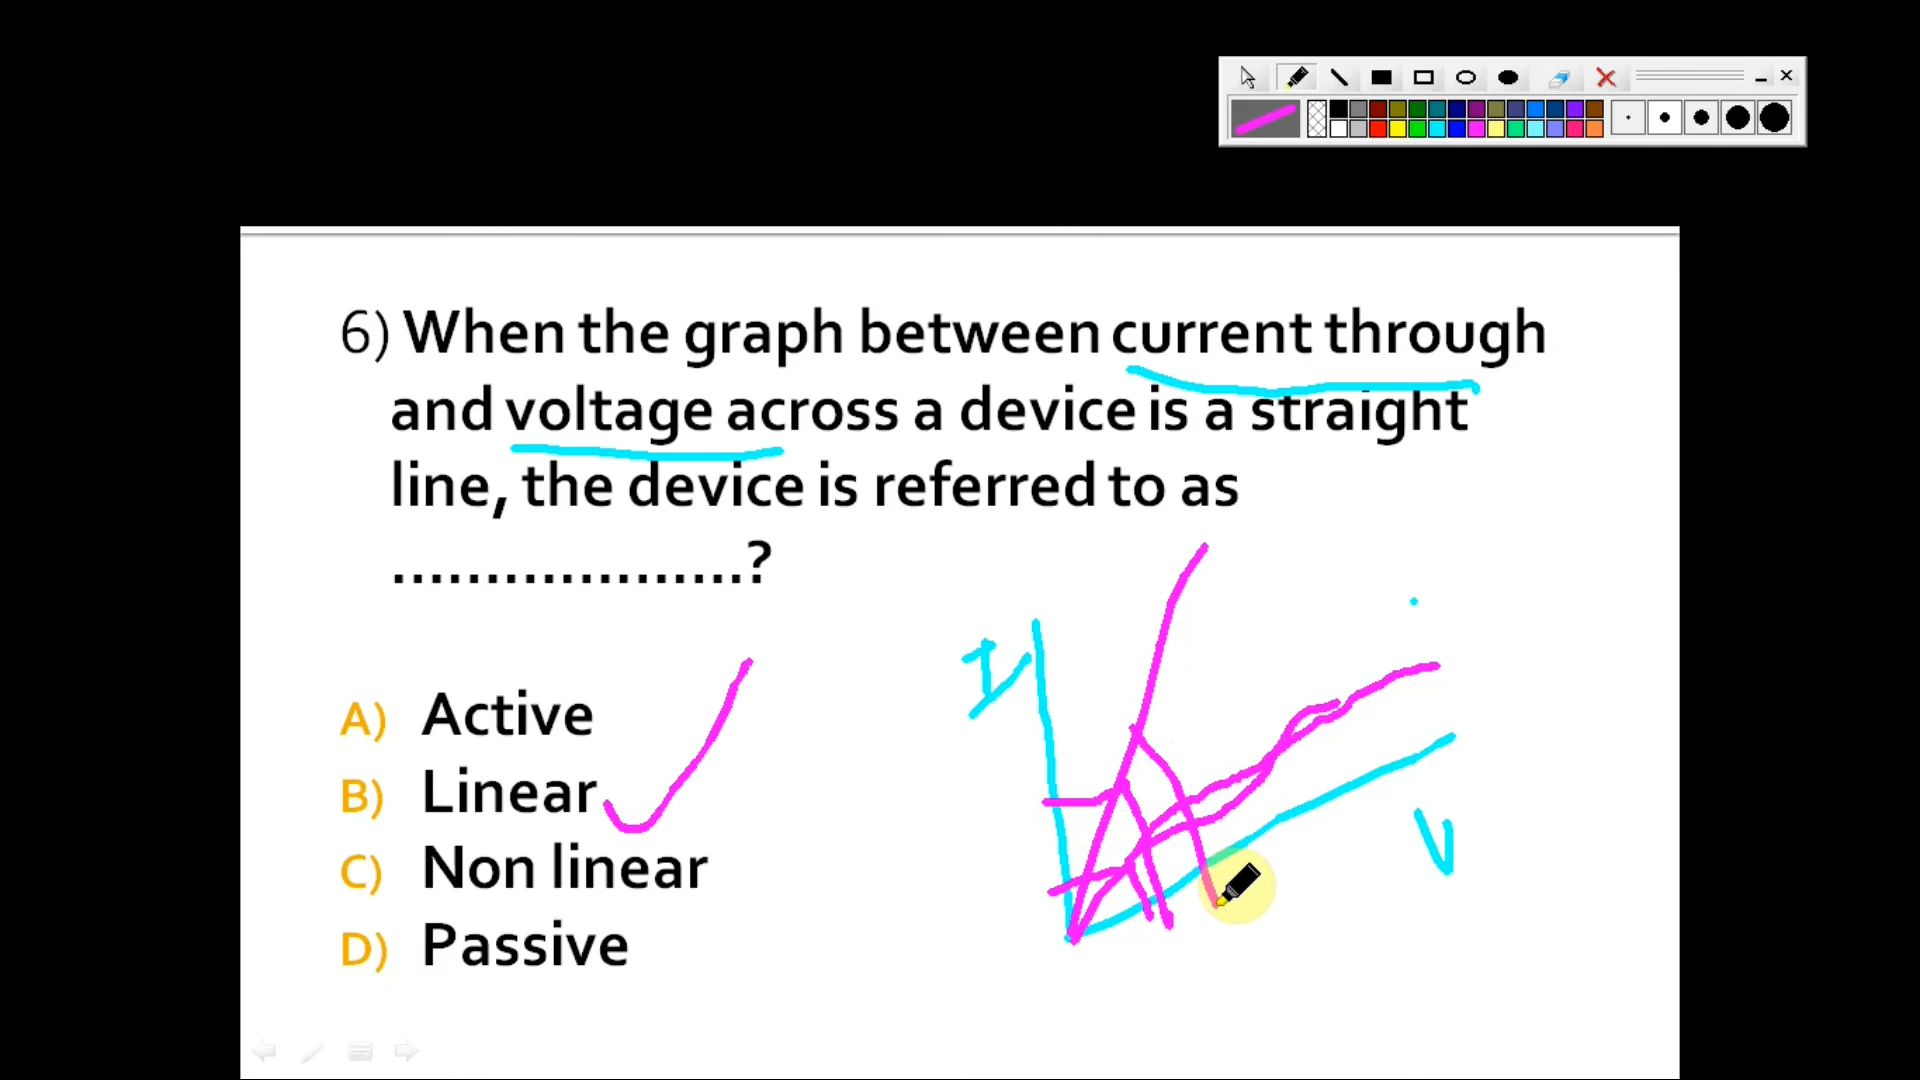 6) When the graph between current through
and voltage across a device is a straight
line, the device is referred to as
...................?
I
A) Active
B) Linear
C) Non linear
D) Passive
V